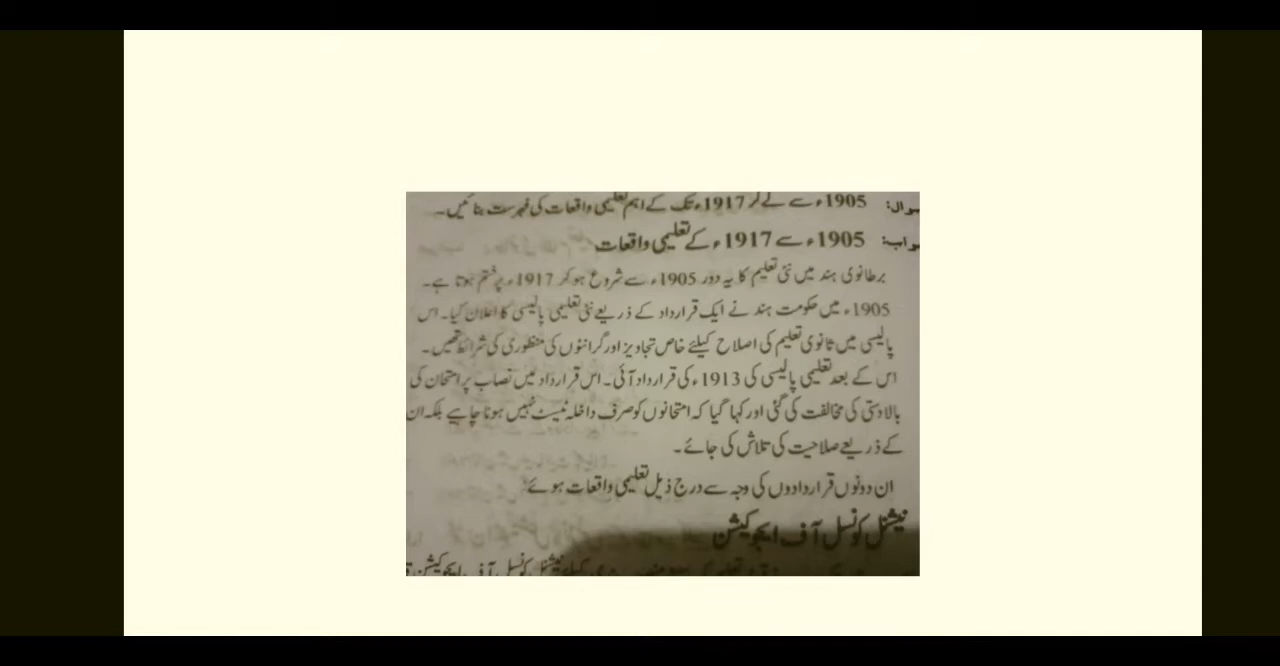 سوال: 1905ء سے لے کر 1917ء تک کے اہم تعلیمی واقعات کی فہرست بنائیں۔
جواب: 1905ء سے 1917ء کے تعلیمی واقعات
برطانوی ہند میں نئی تعلیم کا یہ دور 1905ء سے شروع ہو کر 1917ء پر ختم ہوتا ہے۔
1905ء میں حکومت ہند نے ایک قرارداد کے ذریعے نئی تعلیمی پالیسی کا اعلان کیا۔ اس
پالیسی میں ثانوی تعلیم کی اصلاح کیلئے خاص تجاویز اور گرانٹوں کی منظوری کی شرائط تھیں۔
اس کے بعد تعلیمی پالیسی کی 1913ء کی قرارداد آئی۔ اس قرارداد میں نصاب پر امتحان کی
بالادستی کی مخالفت کی گئی اور کہا گیا کہ امتحانوں کو صرف داخلہ ٹیسٹ نہیں ہونا چاہیے بلکہ ان
کے ذریعے صلاحیت کی تلاش کی جائے۔
ان دونوں قراردادوں کی وجہ سے درج ذیل تعلیمی واقعات ہوئے:
نیشنل کونسل آف ایجوکیشن
کیلئے نیشنل کونسل آف ایجوکیشن